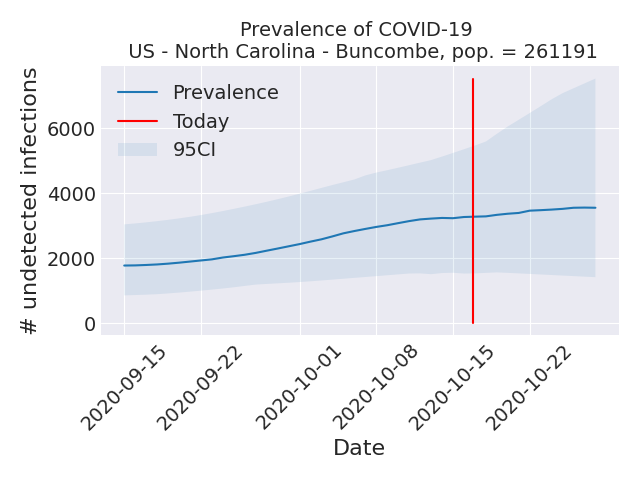 Prevalence of COVID-19
US - North Carolina - Buncombe, pop. = 261191
Prevalence
Today
95CI
# undetected infections
6000
4000
2000
0
2020-09-15
2020-09-22
2020-10-01
2020-10-08
2020-10-15
2020-10-22
Date